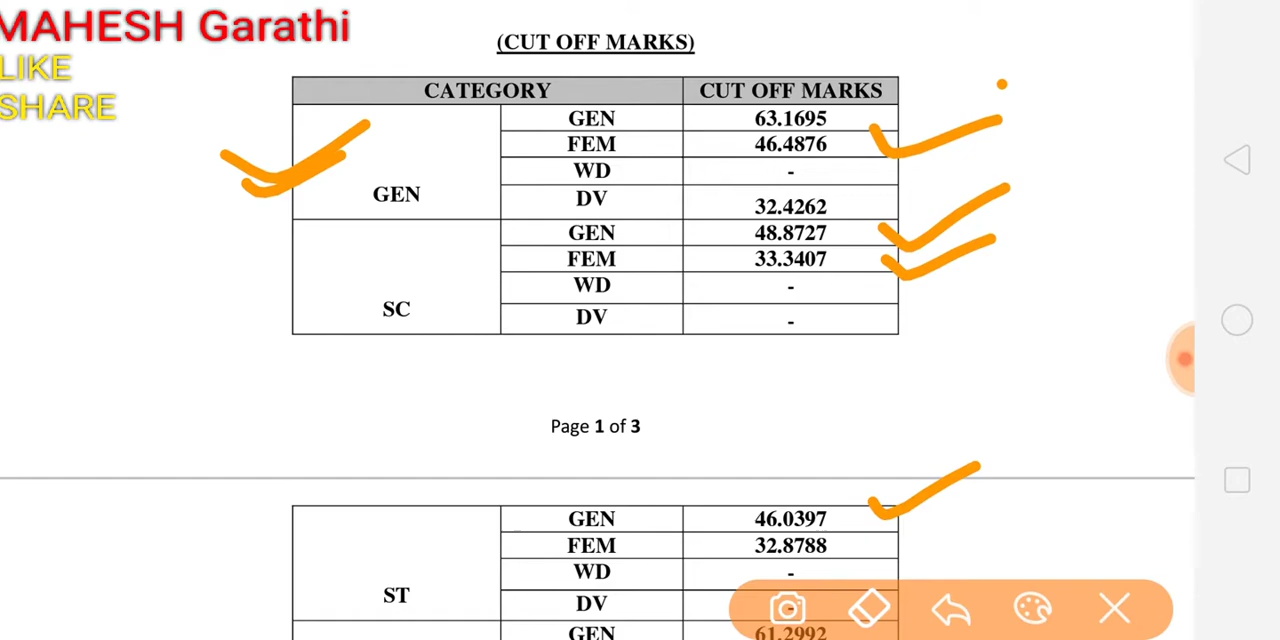 MAHESH Garathi
LIKE
SHARE
(CUT OFF MARKS)
CATEGORY CUT OFF MARKS
GEN GEN 63.1695
FEM 46.4876
WD -
DV 32.4262
SC GEN 48.8727
FEM 33.3407
WD -
DV -
Page 1 of 3
ST GEN 46.0397
FEM 32.8788
WD -
DV -
GEN 61.2992